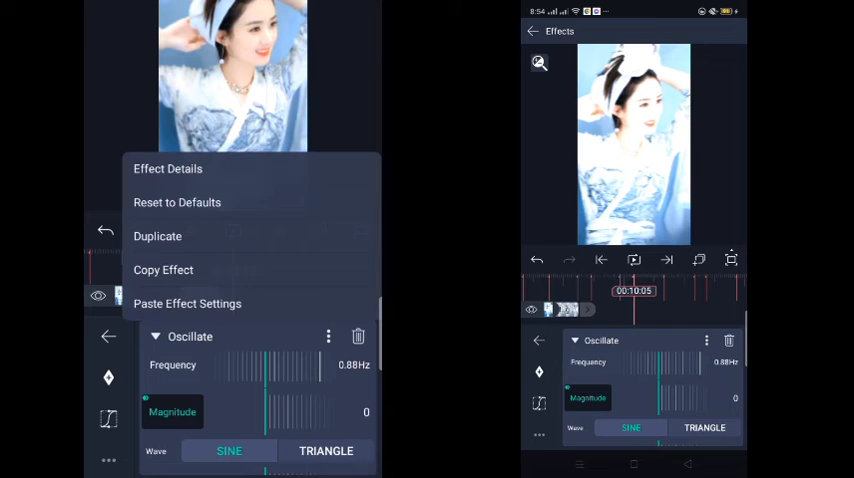 Effect Details
Reset to Defaults
Duplicate
Copy Effect
Paste Effect Settings
Oscillate
Frequency 0.88Hz
Magnitude 0
Wave SINE TRIANGLE
8:54
Effects
00:10:05
Oscillate
Frequency 0.88Hz
Magnitude 0
Wave SINE TRIANGLE